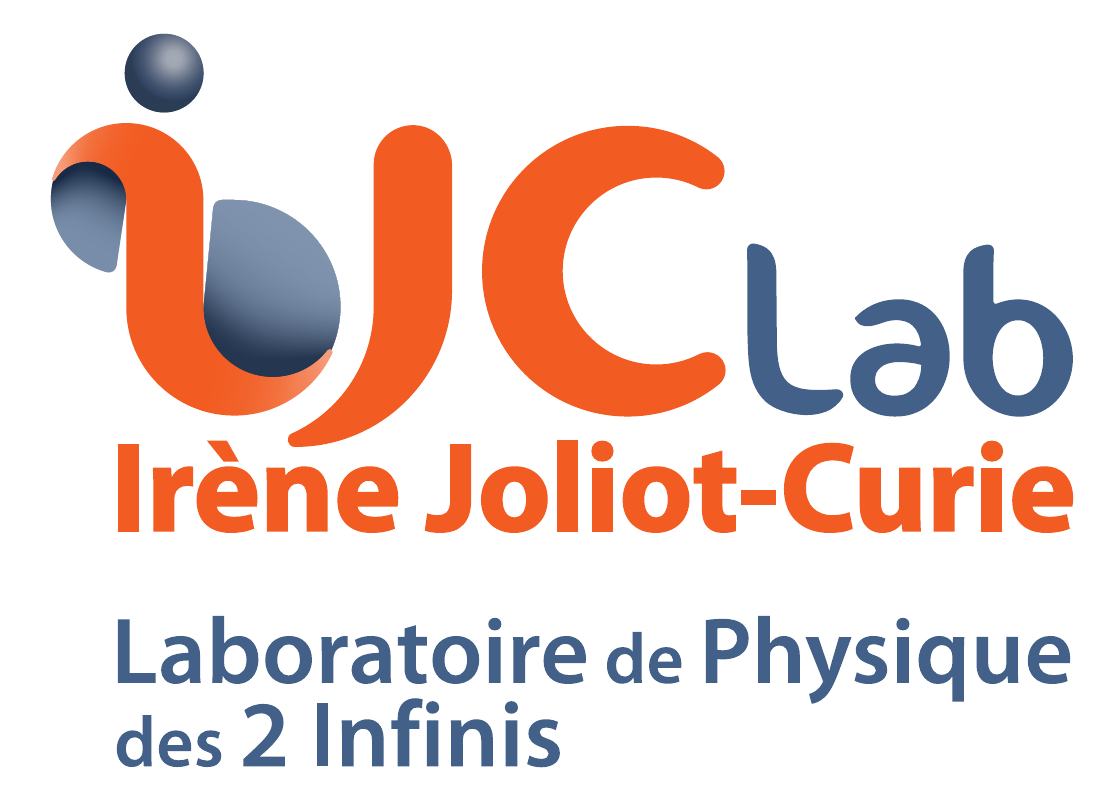 iJCLab
Irène Joliot-Curie
Laboratoire de Physique
des 2 Infinis